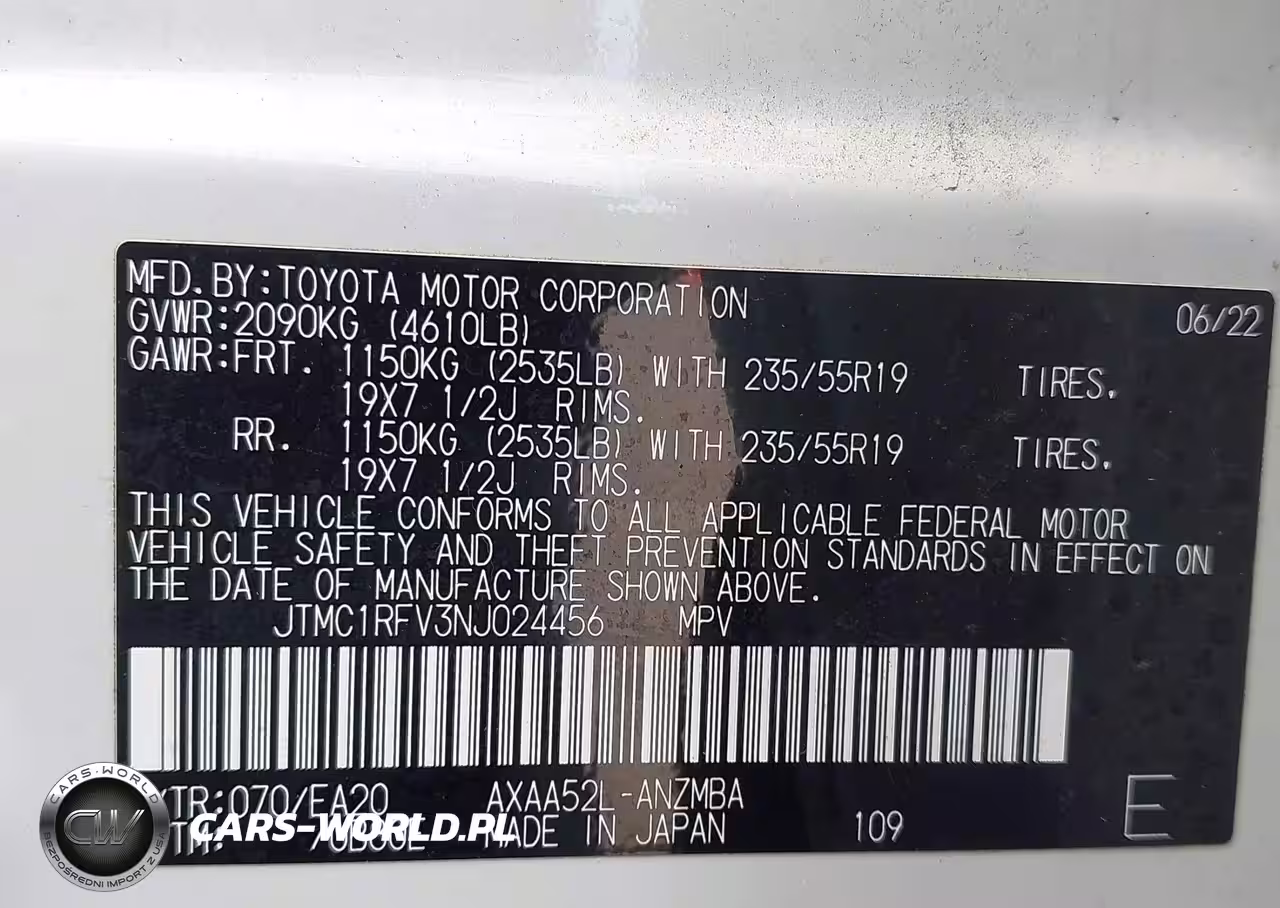 MFD.BY:TOYOTA MOTOR CORPORATION 06/22
GVWR:2090KG (4610LB)
GAWR:FRT. 1150KG (2535LB) WITH 235/55R19 TIRES.
19X7 1/2J RIMS.
RR. 1150KG (2535LB) WITH 235/55R19 TIRES.
19X7 1/2J RIMS.
THIS VEHICLE CONFORMS TO ALL APPLICABLE FEDERAL MOTOR
VEHICLE SAFETY AND THEFT PREVENTION STANDARDS IN EFFECT ON
THE DATE OF MANUFACTURE SHOWN ABOVE.
JTMC1RFV3NJ024456 MPV
/TR:070/EA20 AXAA52L-ANZMBA E
MADE IN JAPAN 109
CARS-WORLD.PL
CARS-WORLD
CW
BEZPOŚREDNI IMPORT Z USA